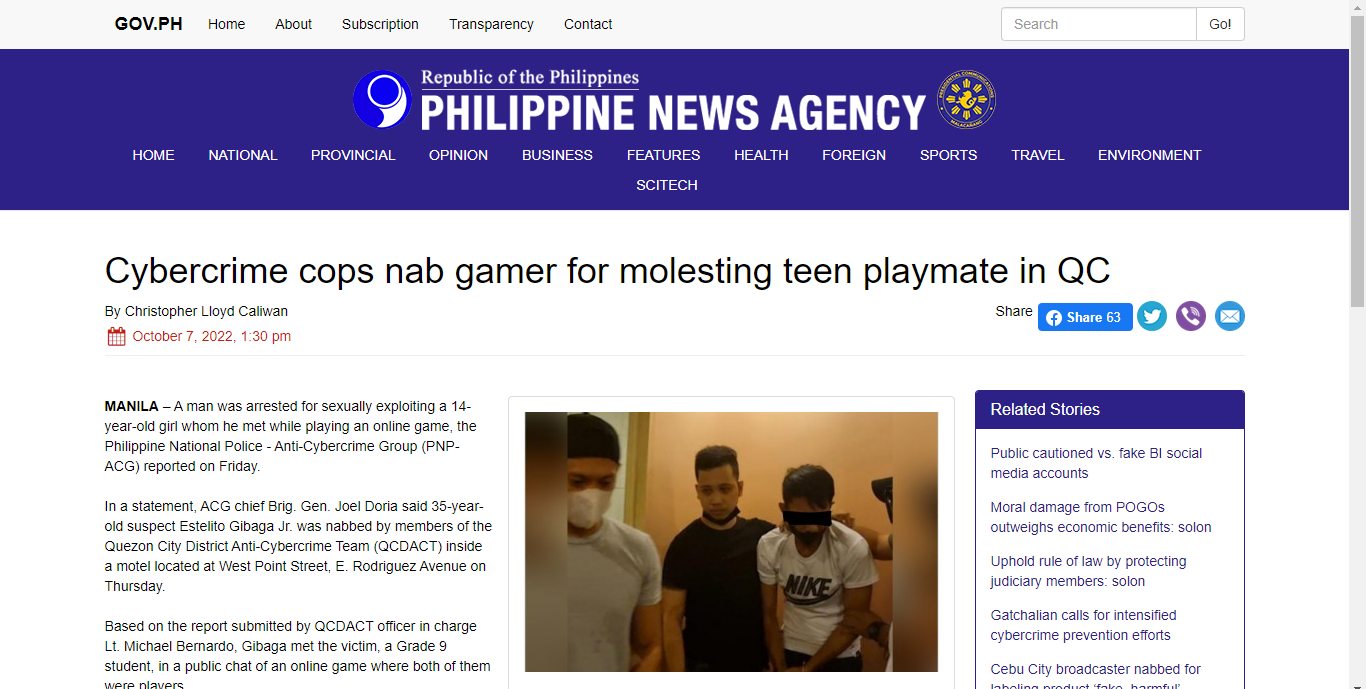 GOV.PH Home About Subscription Transparency Contact Search Go!
Republic of the Philippines
PHILIPPINE NEWS AGENCY
PRESIDENTIAL COMMUNICATIONS
MALACAÑANG
HOME NATIONAL PROVINCIAL OPINION BUSINESS FEATURES HEALTH FOREIGN SPORTS TRAVEL ENVIRONMENT
SCITECH
Cybercrime cops nab gamer for molesting teen playmate in QC
By Christopher Lloyd Caliwan
Share Share 63
October 7, 2022, 1:30 pm
MANILA – A man was arrested for sexually exploiting a 14-
year-old girl whom he met while playing an online game, the
Philippine National Police - Anti-Cybercrime Group (PNP-
ACG) reported on Friday.
In a statement, ACG chief Brig. Gen. Joel Doria said 35-year-
old suspect Estelito Gibaga Jr. was nabbed by members of the
Quezon City District Anti-Cybercrime Team (QCDACT) inside
a motel located at West Point Street, E. Rodriguez Avenue on
Thursday.
Based on the report submitted by QCDACT officer in charge
Lt. Michael Bernardo, Gibaga met the victim, a Grade 9
student, in a public chat of an online game where both of them
were players.
NIKE
Related Stories
Public cautioned vs. fake BI social
media accounts
Moral damage from POGOs
outweighs economic benefits: solon
Uphold rule of law by protecting
judiciary members: solon
Gatchalian calls for intensified
cybercrime prevention efforts
Cebu City broadcaster nabbed for
labeling product 'fake, harmful'